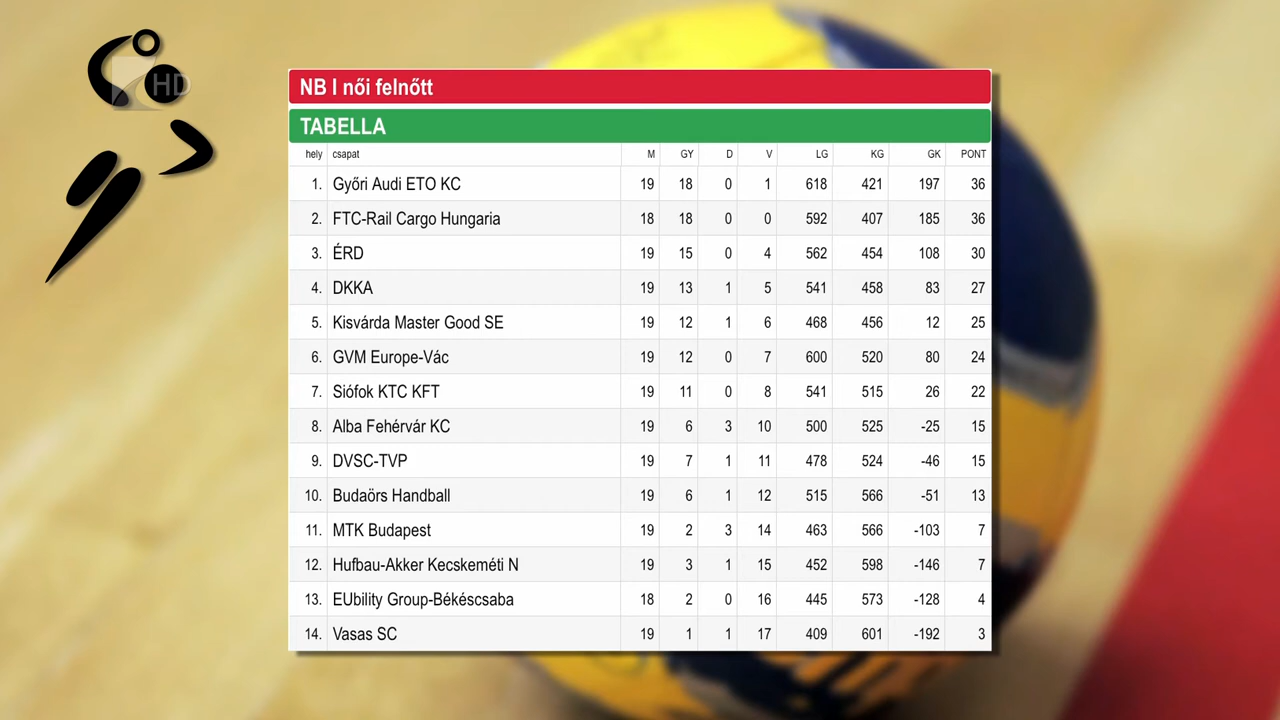 HD
NB I női felnőtt
TABELLA
hely csapat M GY D V LG KG GK PONT
1. Győri Audi ETO KC 19 18 0 1 618 421 197 36
2. FTC-Rail Cargo Hungaria 18 18 0 0 592 407 185 36
3. ÉRD 19 15 0 4 562 454 108 30
4. DKKA 19 13 1 5 541 458 83 27
5. Kisvárda Master Good SE 19 12 1 6 468 456 12 25
6. GVM Europe-Vác 19 12 0 7 600 520 80 24
7. Siófok KTC KFT 19 11 0 8 541 515 26 22
8. Alba Fehérvár KC 19 6 3 10 500 525 -25 15
9. DVSC-TVP 19 7 1 11 478 524 -46 15
10. Budaörs Handball 19 6 1 12 515 566 -51 13
11. MTK Budapest 19 2 3 14 463 566 -103 7
12. Hufbau-Akker Kecskeméti N 19 3 1 15 452 598 -146 7
13. EUbility Group-Békéscsaba 18 2 0 16 445 573 -128 4
14. Vasas SC 19 1 1 17 409 601 -192 3